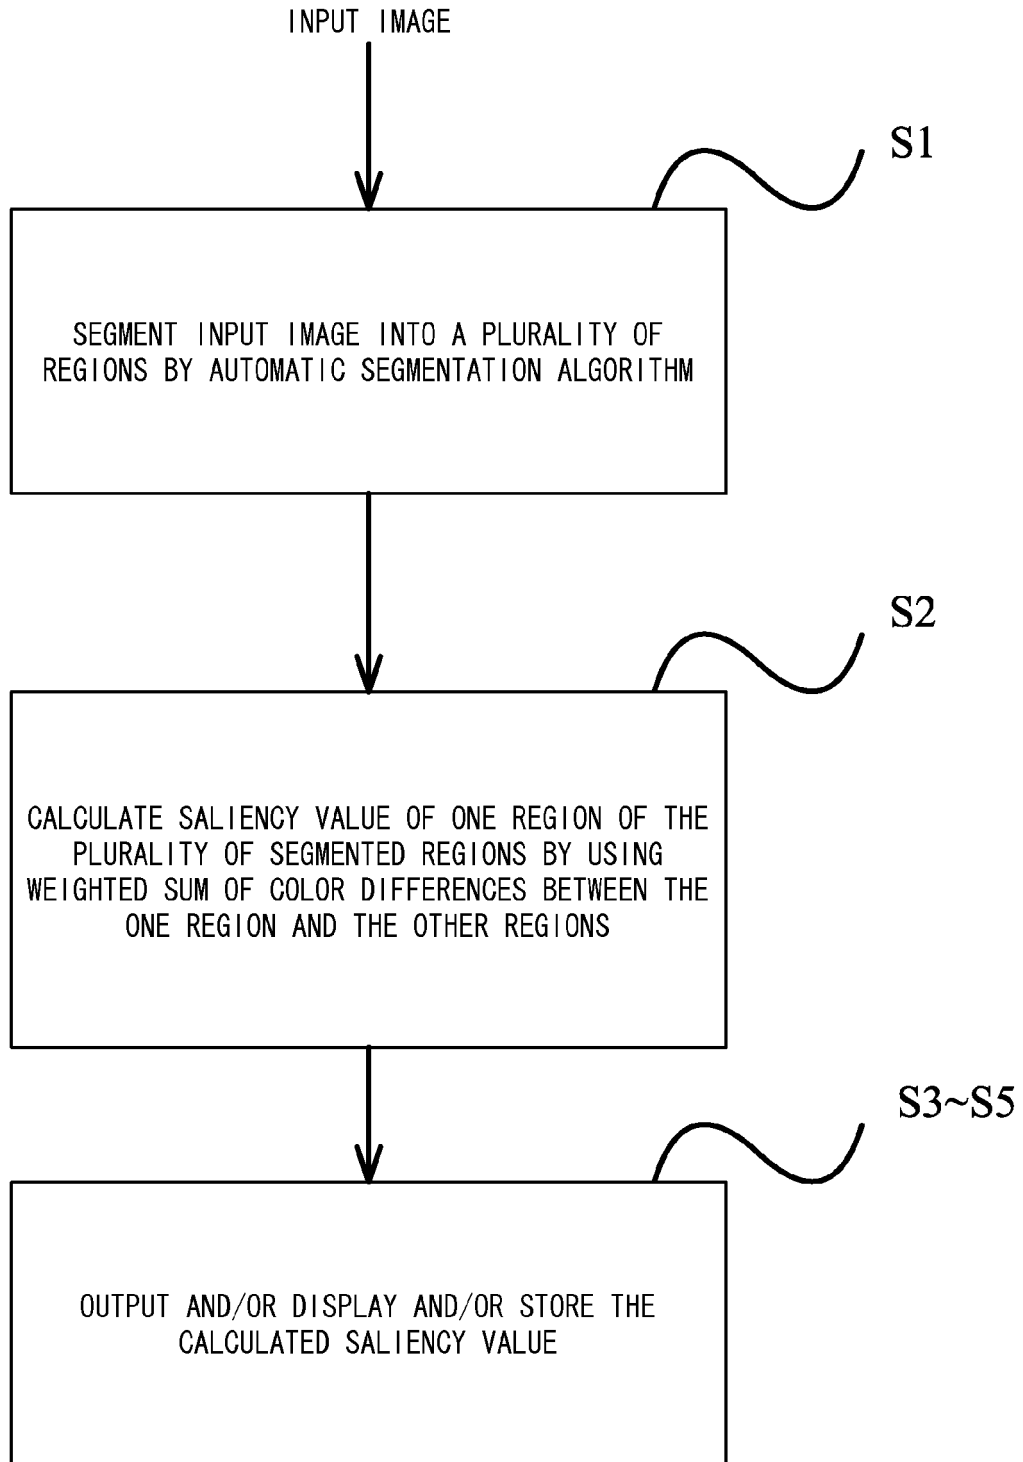 INPUT IMAGE
S1
SEGMENT INPUT IMAGE INTO A PLURALITY OF
REGIONS BY AUTOMATIC SEGMENTATION ALGORITHM
S2
CALCULATE SALIENCY VALUE OF ONE REGION OF THE
PLURALITY OF SEGMENTED REGIONS BY USING
WEIGHTED SUM OF COLOR DIFFERENCES BETWEEN THE
ONE REGION AND THE OTHER REGIONS
S3~S5
OUTPUT AND/OR DISPLAY AND/OR STORE THE
CALCULATED SALIENCY VALUE